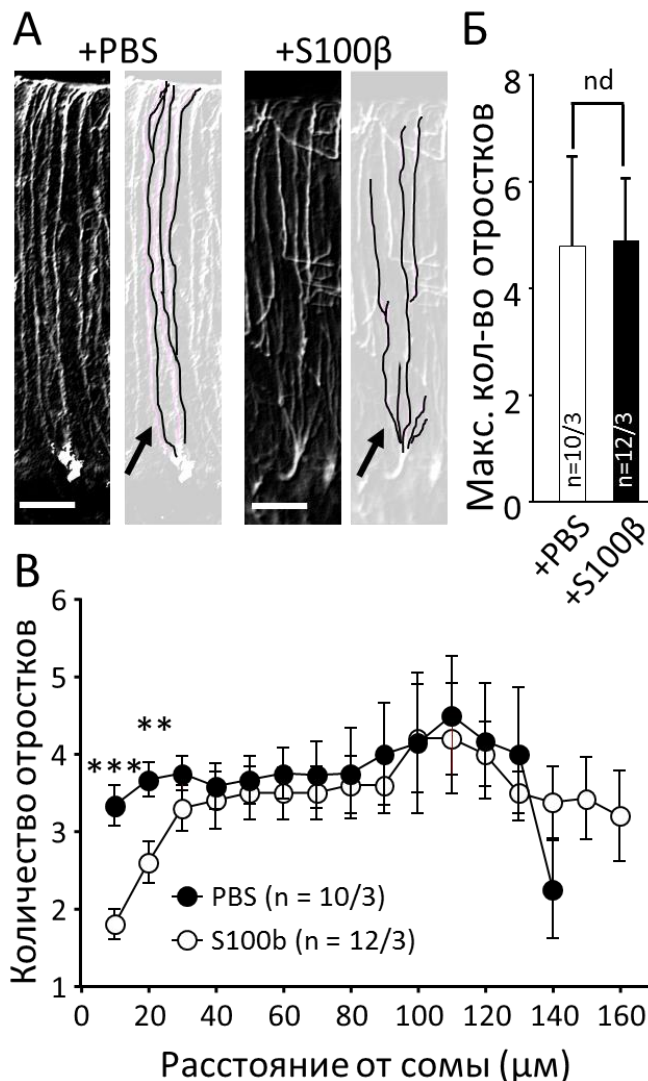 А
+PBS
+S100β
Б
Макс. кол-во отростков
8
6
4
2
0
nd
n=10/3
n=12/3
+PBS
+S100β
В
Количество отростков
6
5
4
3
2
1
***
**
PBS (n = 10/3)
S100b (n = 12/3)
0 20 40 60 80 100 120 140 160
Расстояние от сомы (μм)